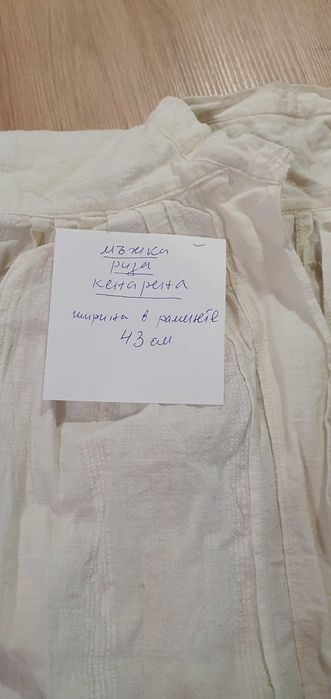 мъжка
риза
кенарена
ширина в раменете
43 см